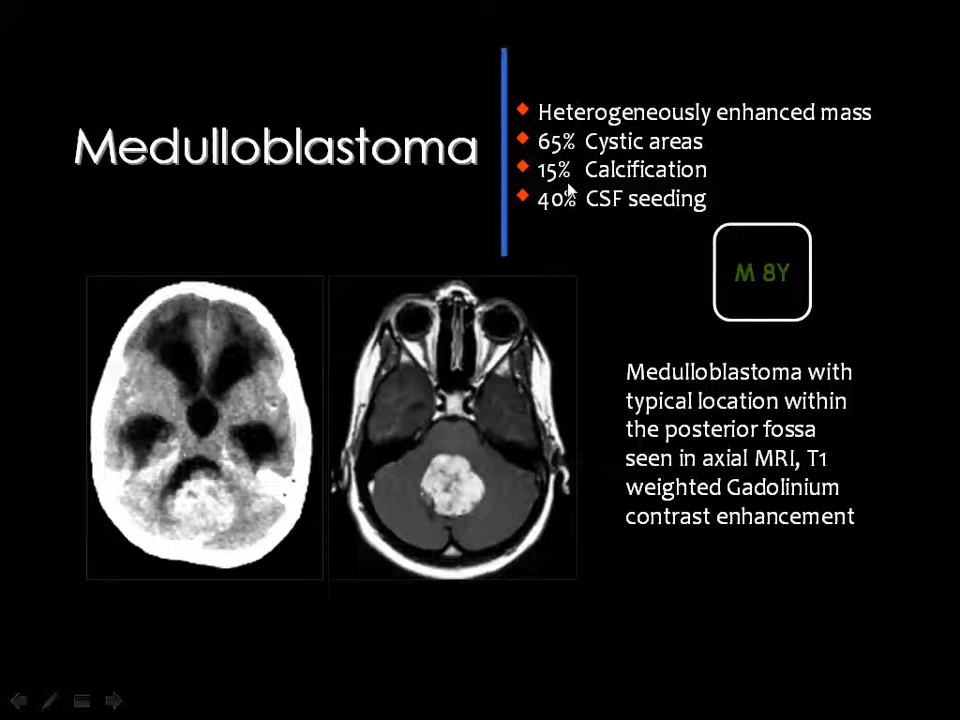 Medulloblastoma
Heterogeneously enhanced mass
65% Cystic areas
15% Calcification
40% CSF seeding
M 8Y
Medulloblastoma with
typical location within
the posterior fossa
seen in axial MRI, T1
weighted Gadolinium
contrast enhancement